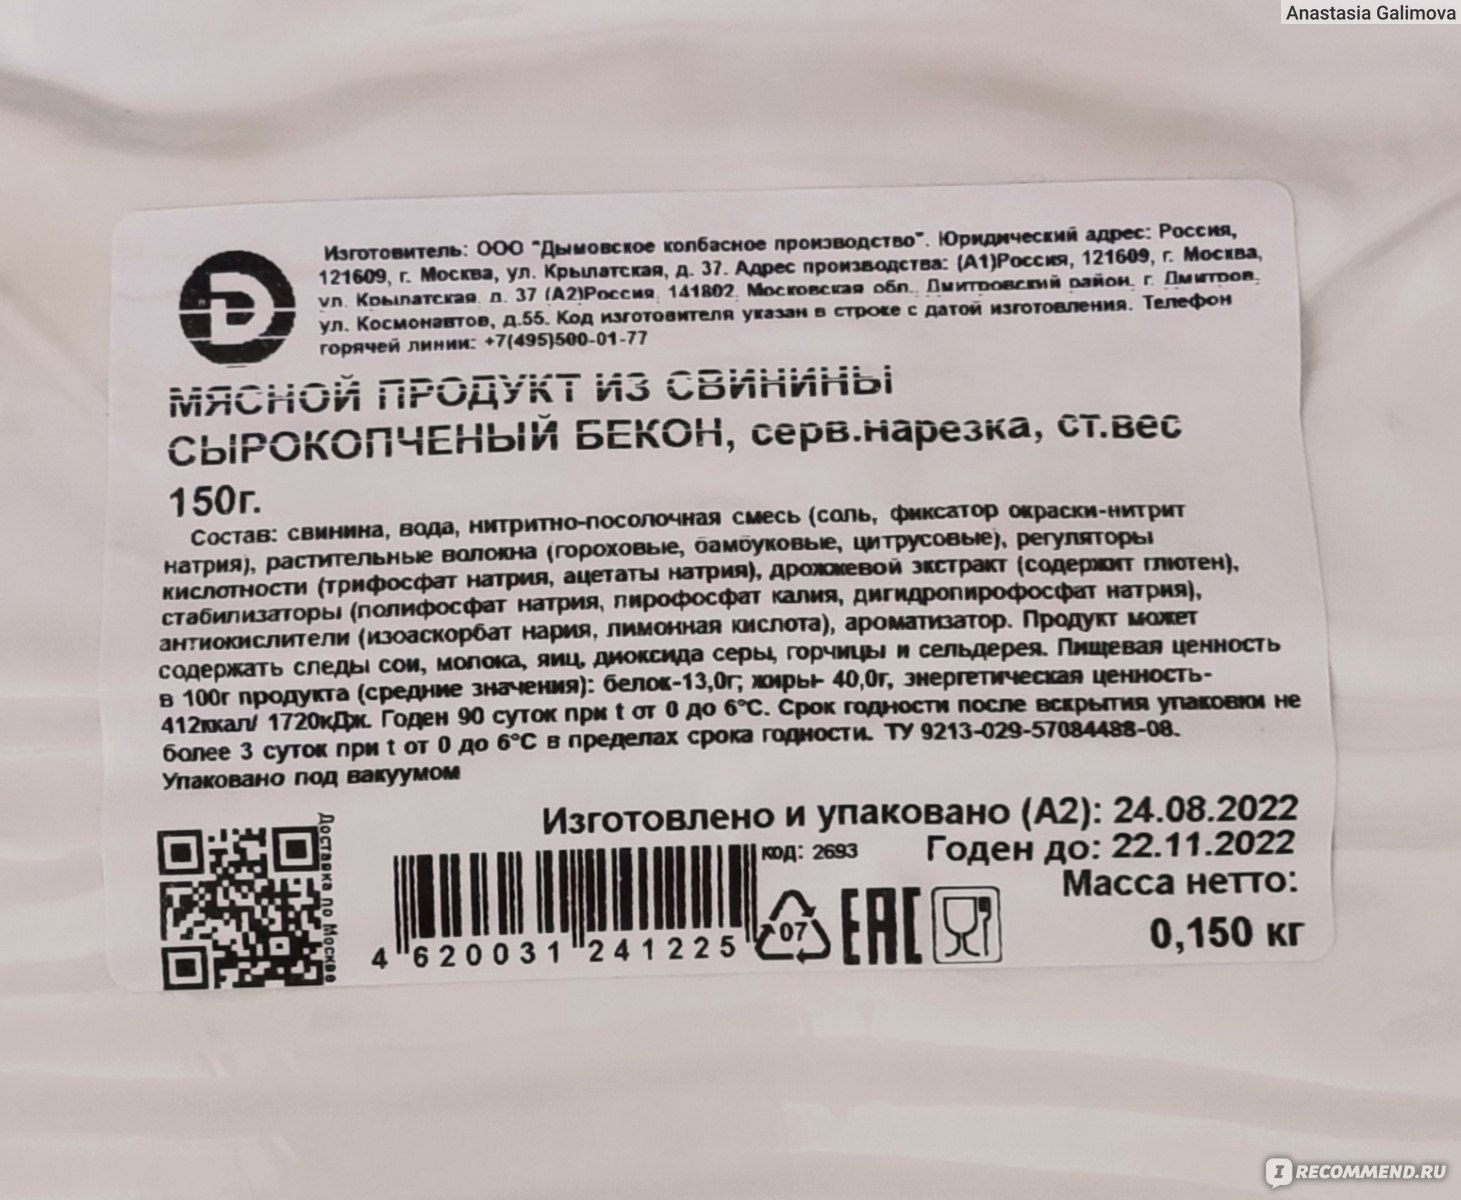 Anastasia Galimova
Изготовитель: ООО "Дымовское колбасное производство". Юридический адрес: Россия,
121609, г. Москва, ул. Крылатская, д. 37. Адрес производства: (А1)Россия, 121609, г. Москва,
ул. Крылатская, д. 37 (А2)Россия, 141802, Московская обл., Дмитровский район, г. Дмитров,
ул. Космонавтов, д.55. Код изготовителя указан в строке с датой изготовления. Телефон
горячей линии: +7(495)500-01-77
МЯСНОЙ ПРОДУКТ ИЗ СВИНИНЫ
СЫРОКОПЧЕНЫЙ БЕКОН, серв.нарезка, ст.вес
150г.
Состав: свинина, вода, нитритно-посолочная смесь (соль, фиксатор окраски-нитрит
натрия), растительные волокна (гороховые, бамбуковые, цитрусовые), регуляторы
кислотности (трифосфат натрия, ацетаты натрия), дрожжевой экстракт (содержит глютен),
стабилизаторы (полифосфат натрия, пирофосфат калия, дигидропирофосфат натрия),
антиокислители (изоаскорбат нария, лимонная кислота), ароматизатор. Продукт может
содержать следы сои, молока, яиц, диоксида серы, горчицы и сельдерея. Пищевая ценность
в 100г продукта (средние значения): белок-13,0г; жиры- 40,0г, энергетическая ценность-
412ккал/ 1720кДж. Годен 90 суток при t от 0 до 6°С. Срок годности после вскрытия упаковки не
более 3 суток при t от 0 до 6°С в пределах срока годности. ТУ 9213-029-57084488-08.
Упаковано под вакуумом
Изготовлено и упаковано (А2): 24.08.2022
код: 2693
Годен до: 22.11.2022
Масса нетто:
0,150 кг
Доставка по Москве
4 620031 241225
07
EAC
IRECOMMEND.RU